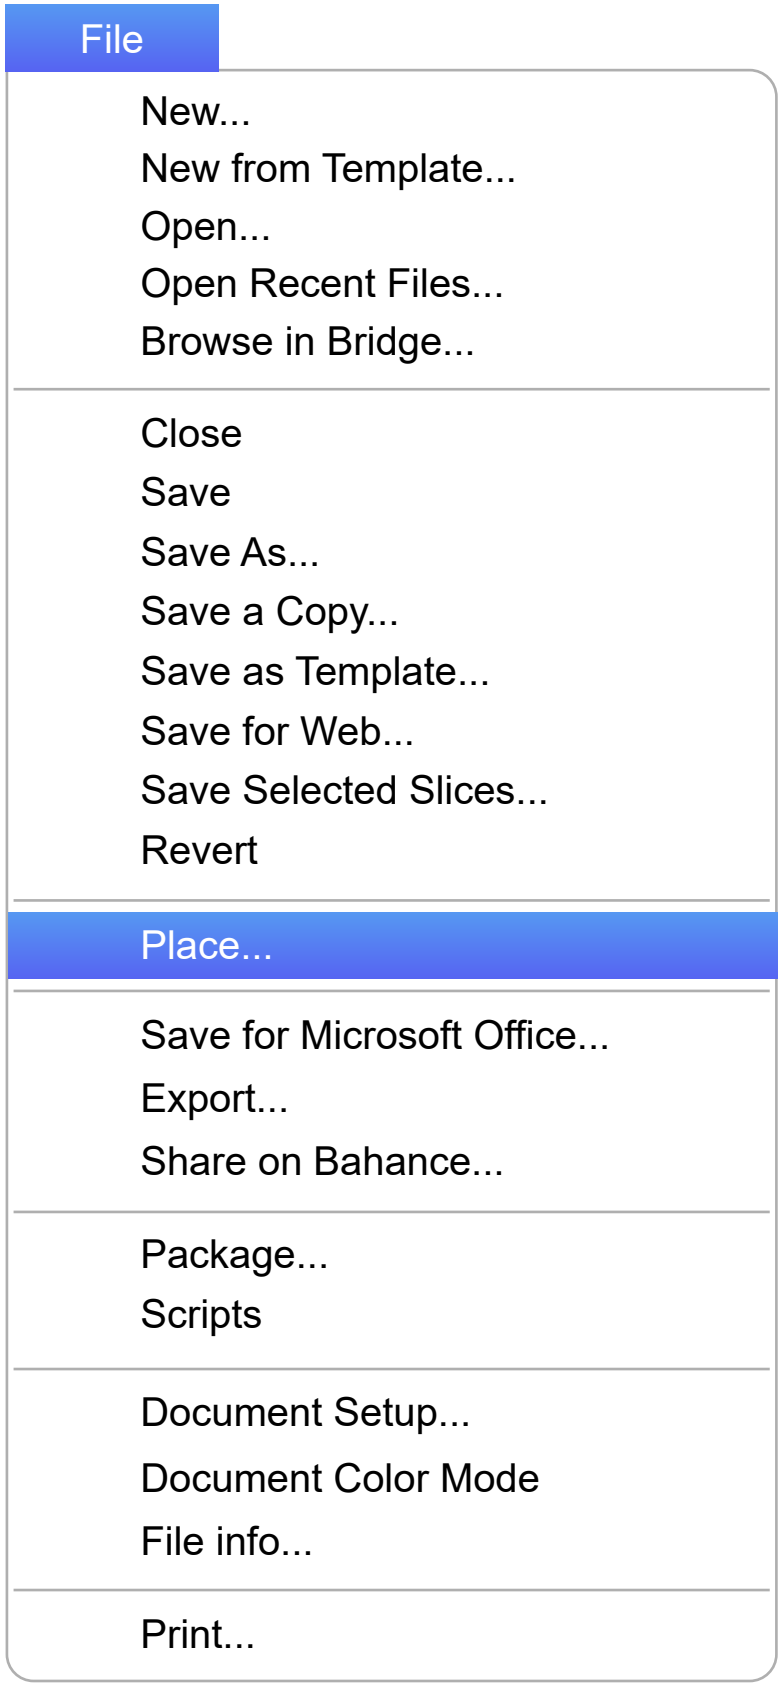 File
New...
New from Template...
Open...
Open Recent Files...
Browse in Bridge...
Close
Save
Save As...
Save a Copy...
Save as Template...
Save for Web...
Save Selected Slices...
Revert
Place...
Save for Microsoft Office...
Export...
Share on Bahance...
Package...
Scripts
Document Setup...
Document Color Mode
File info...
Print...